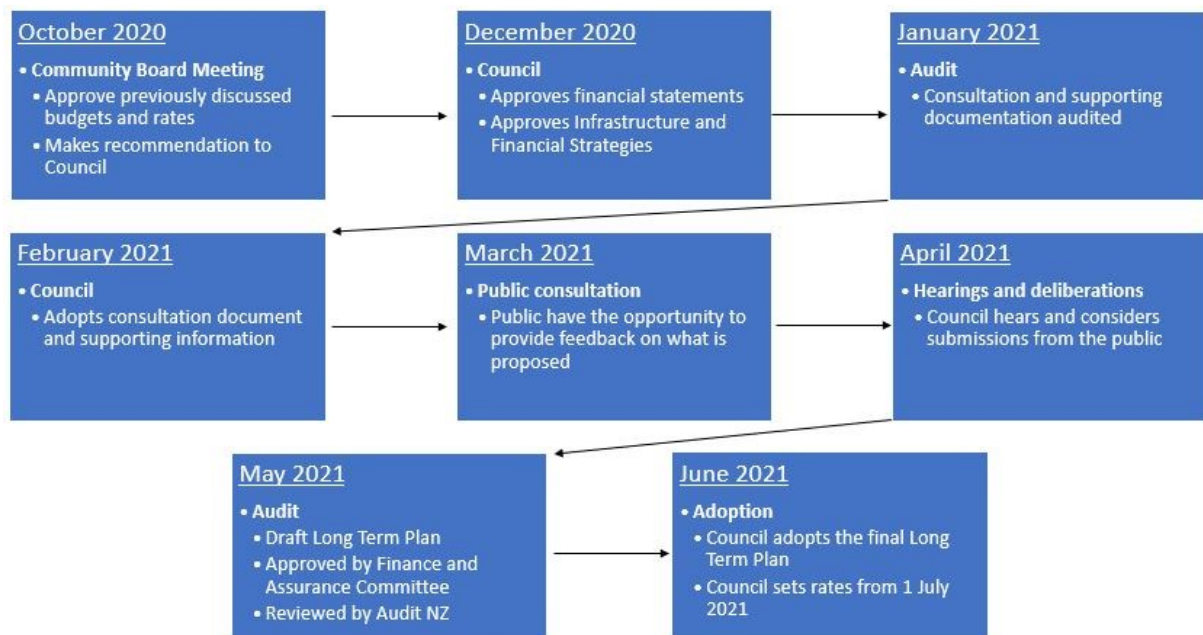 October 2020
• Community Board Meeting
• Approve previously discussed
budgets and rates
• Makes recommendation to
Council
December 2020
• Council
• Approves financial statements
• Approves Infrastructure and
Financial Strategies
January 2021
• Audit
• Consultation and supporting
documentation audited
February 2021
• Council
• Adopts consultation document
and supporting information
March 2021
• Public consultation
• Public have the opportunity to
provide feedback on what is
proposed
April 2021
• Hearings and deliberations
• Council hears and considers
submissions from the public
May 2021
• Audit
• Draft Long Term Plan
• Approved by Finance and
Assurance Committee
• Reviewed by Audit NZ
June 2021
• Adoption
• Council adopts the final Long
Term Plan
• Council sets rates from 1 July
2021